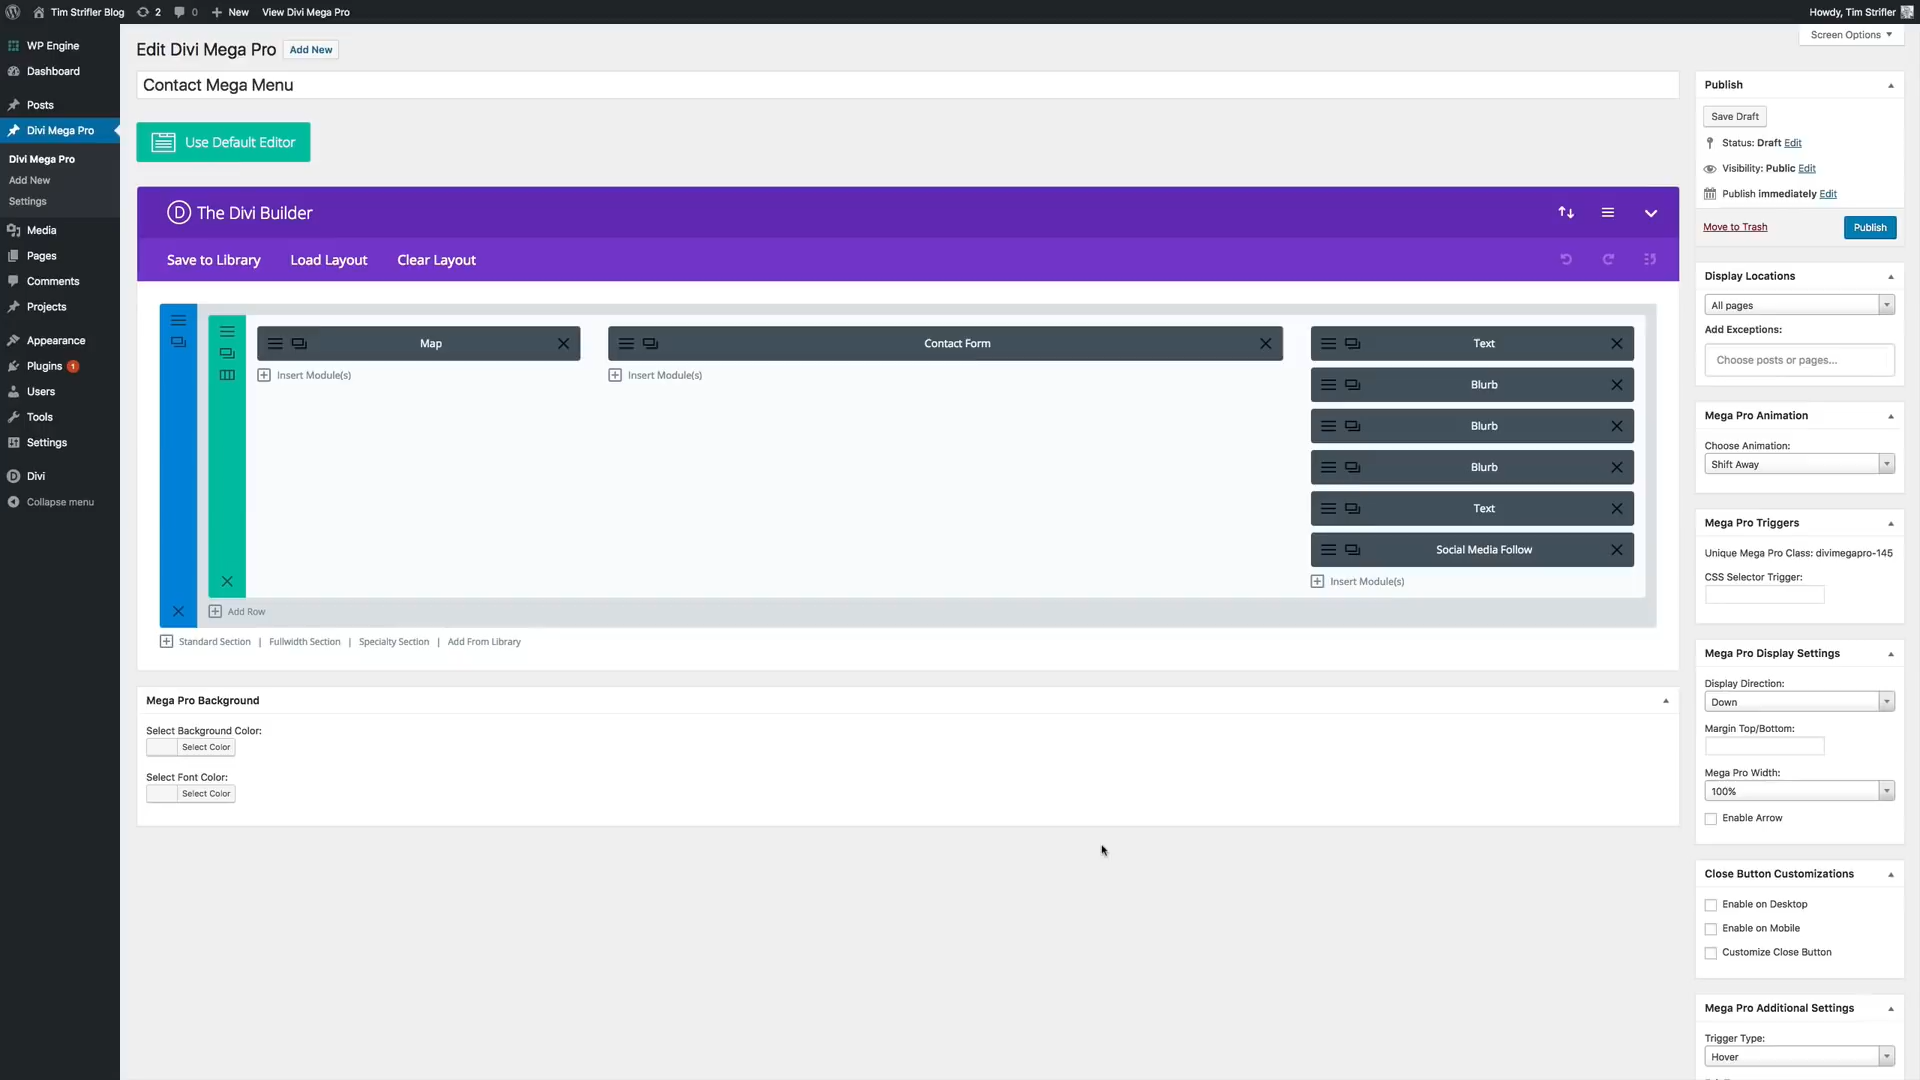 Tim Strifler Blog 2 0 New View Divi Mega Pro Howdy, Tim Strifler
Screen Options
WP Engine
Dashboard
Posts
Divi Mega Pro
Divi Mega Pro
Add New
Settings
Media
Pages
Comments
Projects
Appearance
Plugins 1
Users
Tools
Settings
Divi
Collapse menu
Edit Divi Mega Pro Add New
Contact Mega Menu
Use Default Editor
D The Divi Builder
Save to Library Load Layout Clear Layout
Map Contact Form Text
Insert Module(s) Insert Module(s)
Blurb
Blurb
Blurb
Text
Social Media Follow
Insert Module(s)
Add Row
Standard Section | Fullwidth Section | Specialty Section | Add From Library
Mega Pro Background
Select Background Color:
Select Color
Select Font Color:
Select Color
Publish
Save Draft
Status: Draft Edit
Visibility: Public Edit
Publish immediately Edit
Move to Trash Publish
Display Locations
All pages
Add Exceptions:
Choose posts or pages...
Mega Pro Animation
Choose Animation:
Shift Away
Mega Pro Triggers
Unique Mega Pro Class: divimegapro-145
CSS Selector Trigger:
Mega Pro Display Settings
Display Direction:
Down
Margin Top/Bottom:
Mega Pro Width:
100%
Enable Arrow
Close Button Customizations
Enable on Desktop
Enable on Mobile
Customize Close Button
Mega Pro Additional Settings
Trigger Type:
Hover